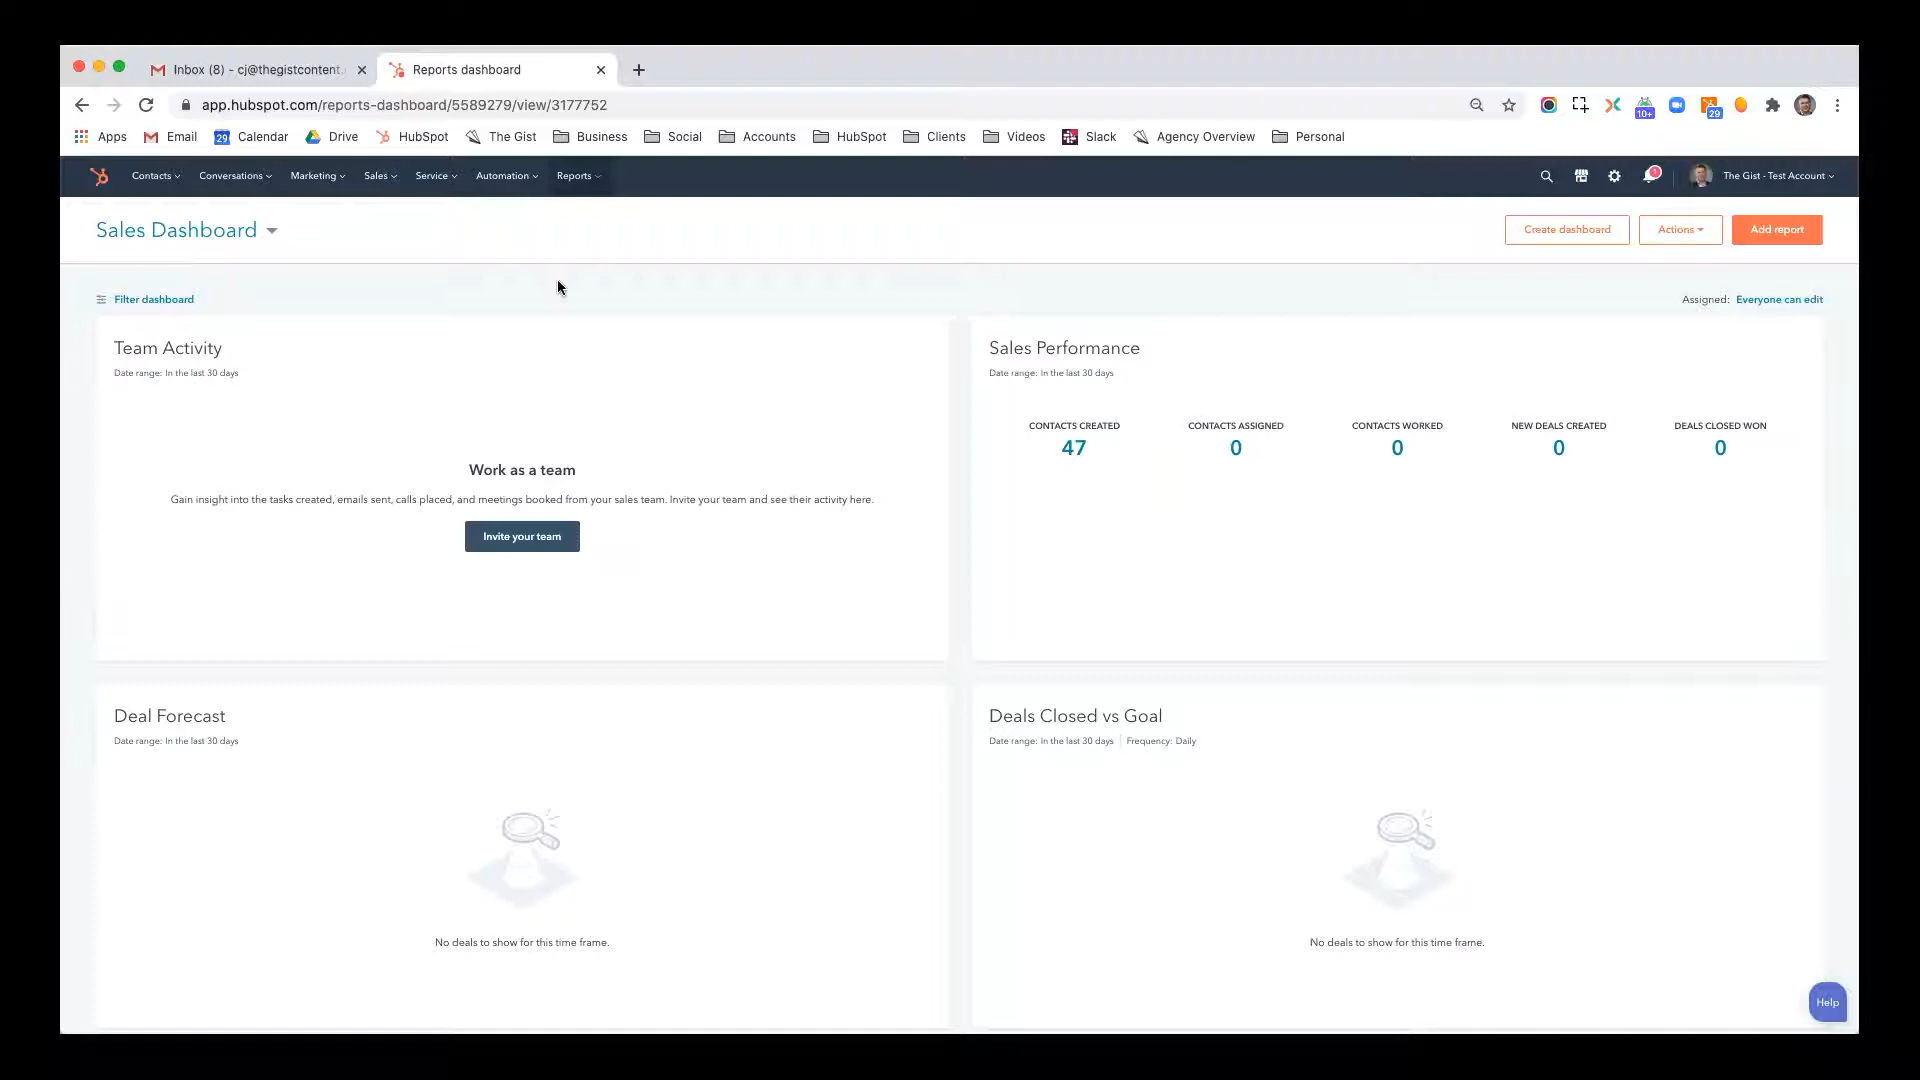 Inbox (8) - cj@thegistcontent.
Reports dashboard
app.hubspot.com/reports-dashboard/5589279/view/3177752
10+
29
Apps
Email
29
Calendar
Drive
HubSpot
The Gist
Business
Social
Accounts
HubSpot
Clients
Videos
Slack
Agency Overview
Personal
Contacts
Conversations
Marketing
Sales
Service
Automation
Reports
1
The Gist - Test Account
Sales Dashboard
Create dashboard
Actions
Add report
Filter dashboard
Assigned: Everyone can edit
Team Activity
Date range: In the last 30 days
Work as a team
Gain insight into the tasks created, emails sent, calls placed, and meetings booked from your sales team. Invite your team and see their activity here.
Invite your team
Sales Performance
Date range: In the last 30 days
CONTACTS CREATED
47
CONTACTS ASSIGNED
0
CONTACTS WORKED
0
NEW DEALS CREATED
0
DEALS CLOSED WON
0
Deal Forecast
Date range: In the last 30 days
No deals to show for this time frame.
Deals Closed vs Goal
Date range: In the last 30 days | Frequency: Daily
No deals to show for this time frame.
Help